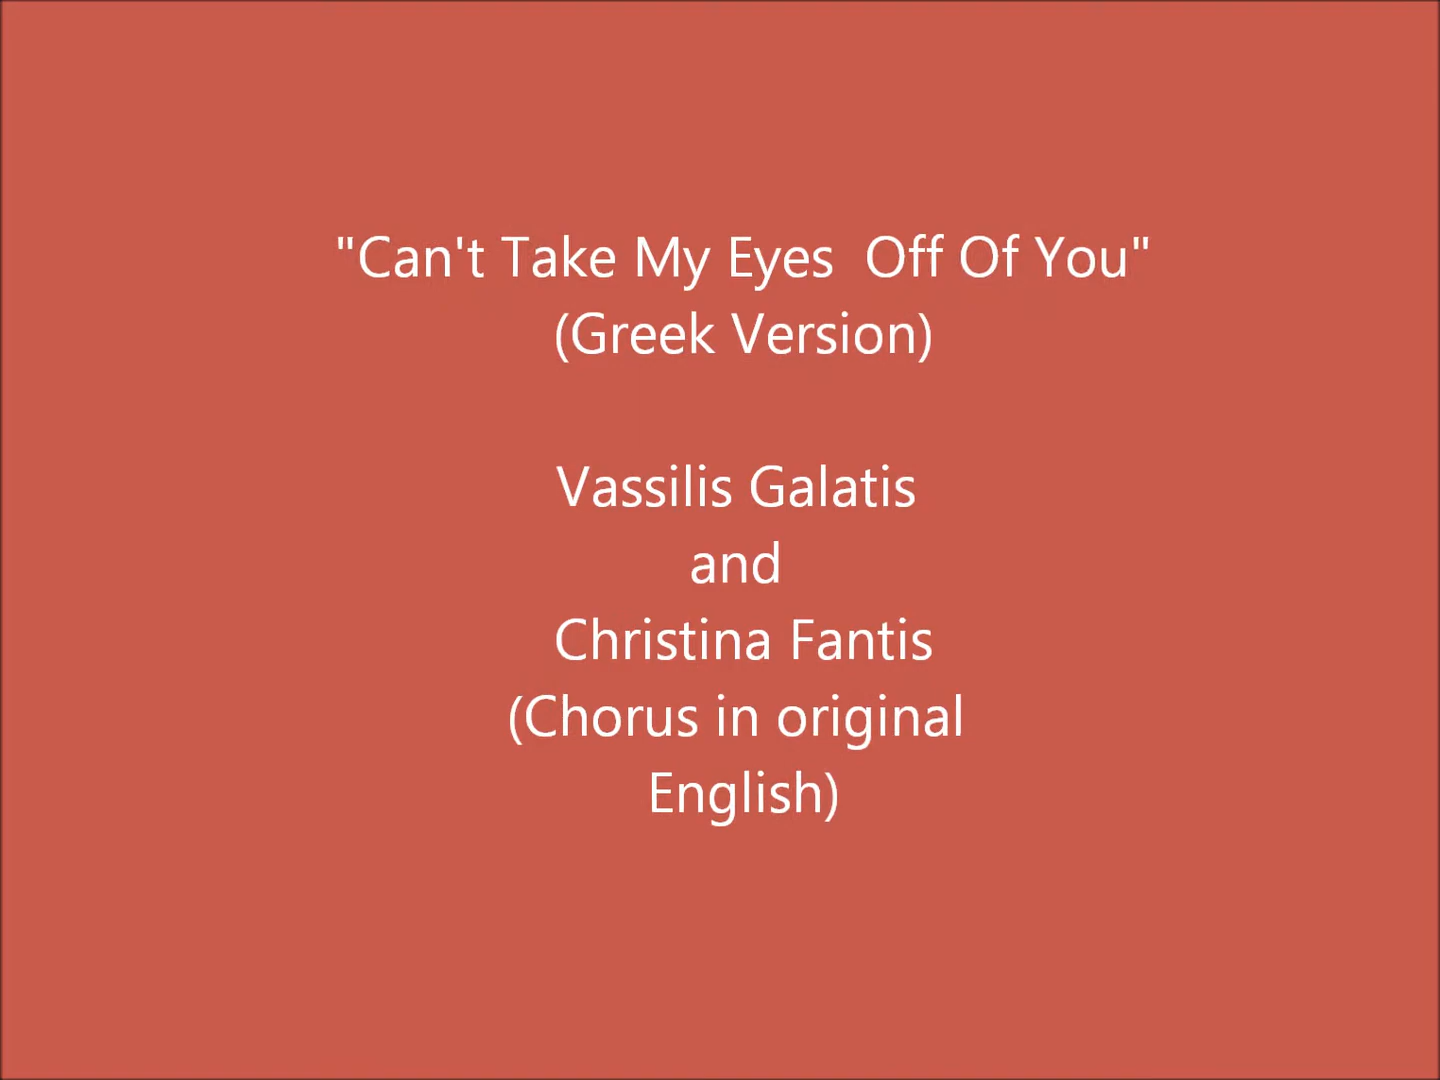 "Can't Take My Eyes  Off Of You"
(Greek Version)
Vassilis Galatis
and
Christina Fantis
(Chorus in original
English)